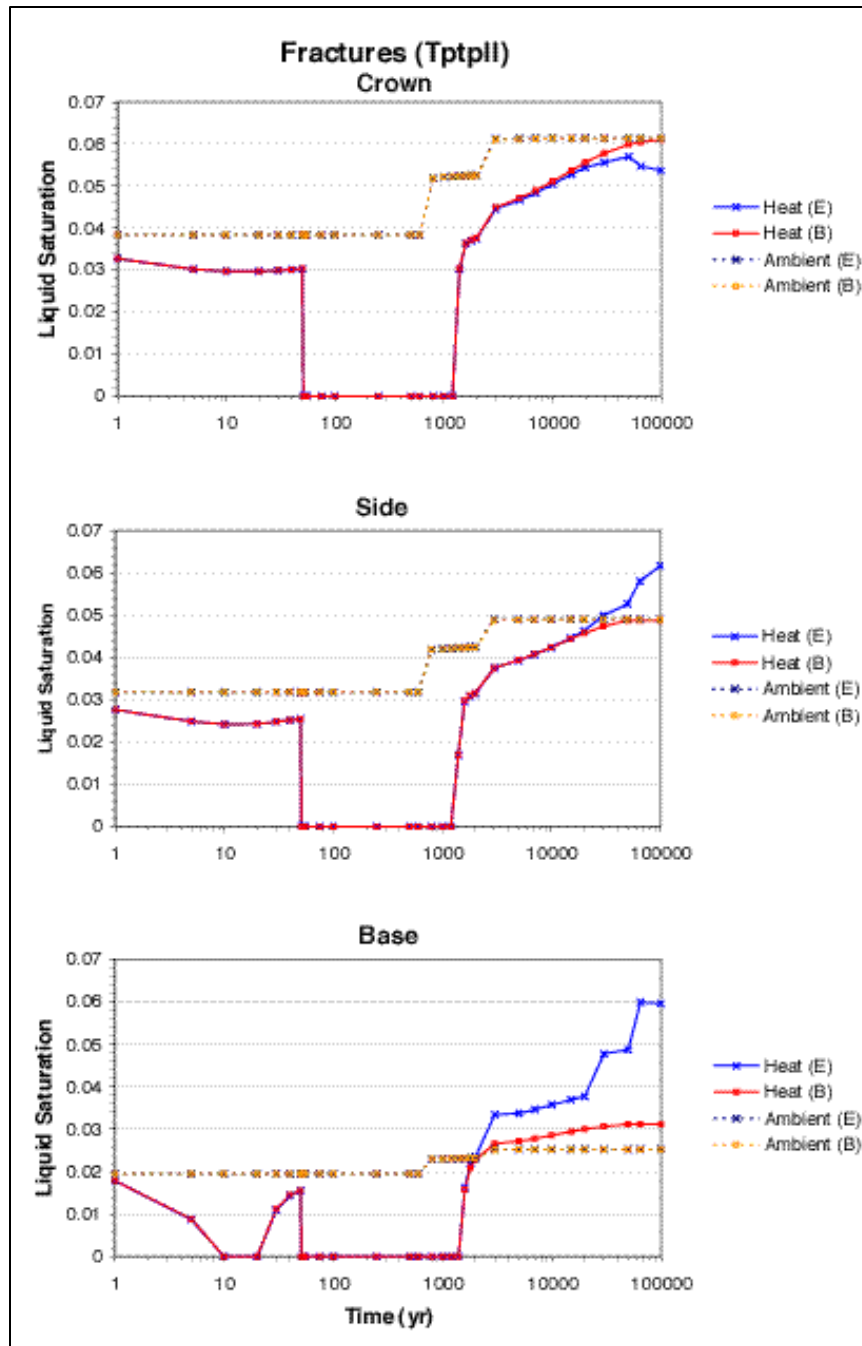 Fractures (Tptpll)
Crown
0.07
0.06
0.05
0.04
0.03
0.02
0.01
0
Liquid Saturation
1 10 100 1000 10000 100000
Heat (E)
Heat (B)
Ambient (E)
Ambient (B)
Side
0.07
0.06
0.05
0.04
0.03
0.02
0.01
0
Liquid Saturation
1 10 100 1000 10000 100000
Heat (E)
Heat (B)
Ambient (E)
Ambient (B)
Base
0.07
0.06
0.05
0.04
0.03
0.02
0.01
0
Liquid Saturation
1 10 100 1000 10000 100000
Time (yr)
Heat (E)
Heat (B)
Ambient (E)
Ambient (B)